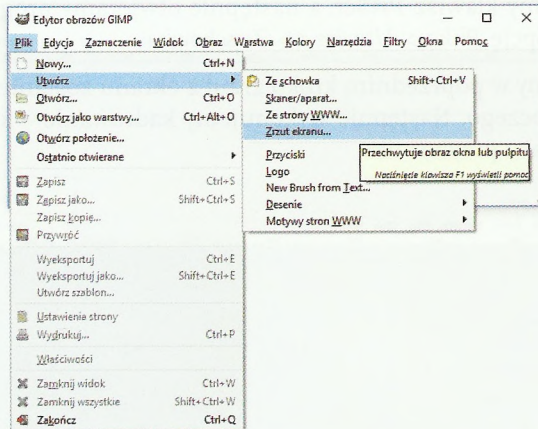 Edytor obrazów GIMP
Plik Edycja Zaznaczenie Widok Obraz Warstwa Kolory Narzędzia Filtry Okna Pomoc
Nowy... Ctrl+N
Utwórz
Otwórz... Ctrl+O
Otwórz jako warstwy... Ctrl+Alt+O
Otwórz położenie...
Ostatnio otwierane
Zapisz Ctrl+S
Zapisz jako... Shift+Ctrl+S
Zapisz kopię...
Przywróć
Wyeksportuj Ctrl+E
Wyeksportuj jako... Shift+Ctrl+E
Utwórz szablon...
Ustawienia strony
Wydrukuj... Ctrl+P
Właściwości
Zamknij widok Ctrl+W
Zamknij wszystkie Shift+Ctrl+W
Zakończ Ctrl+Q
Ze schowka Shift+Ctrl+V
Skaner/aparat...
Ze strony WWW...
Zrzut ekranu...
Przyciski
Logo
New Brush from Text...
Desenie
Motywy stron WWW
Przechwytuje obraz okna lub pulpitu
Naciśnięcie klawisza F1 wyświetli pomoc